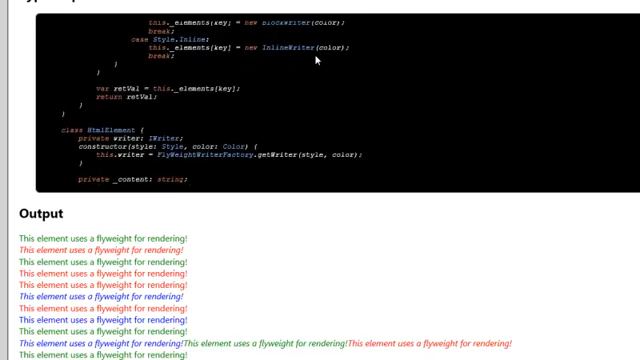 this._elements[key] = new BlockWriter(color);
break;
case Style.Inline:
this._elements[key] = new InlineWriter(color);
break;
}
}
var retVal = this._elements[key];
return retVal;
}
}
class HtmlElement {
private writer: IWriter;
constructor(style: Style, color: Color) {
this.writer = FlyWeightWriterFactory.getWriter(style, color);
}
private _content: string;
Output
This element uses a flyweight for rendering!
This element uses a flyweight for rendering!
This element uses a flyweight for rendering!
This element uses a flyweight for rendering!
This element uses a flyweight for rendering!
This element uses a flyweight for rendering!
This element uses a flyweight for rendering!
This element uses a flyweight for rendering!
This element uses a flyweight for rendering!
This element uses a flyweight for rendering!This element uses a flyweight for rendering!This element uses a flyweight for rendering!
This element uses a flyweight for rendering!